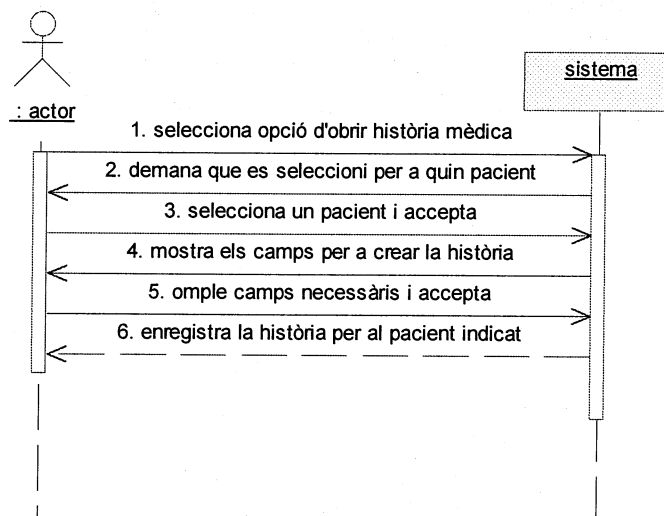 : actor
sistema
1. selecciona opció d'obrir història mèdica
2. demana que es seleccioni per a quin pacient
3. selecciona un pacient i accepta
4. mostra els camps per a crear la història
5. omple camps necessàris i accepta
6. enregistra la història per al pacient indicat